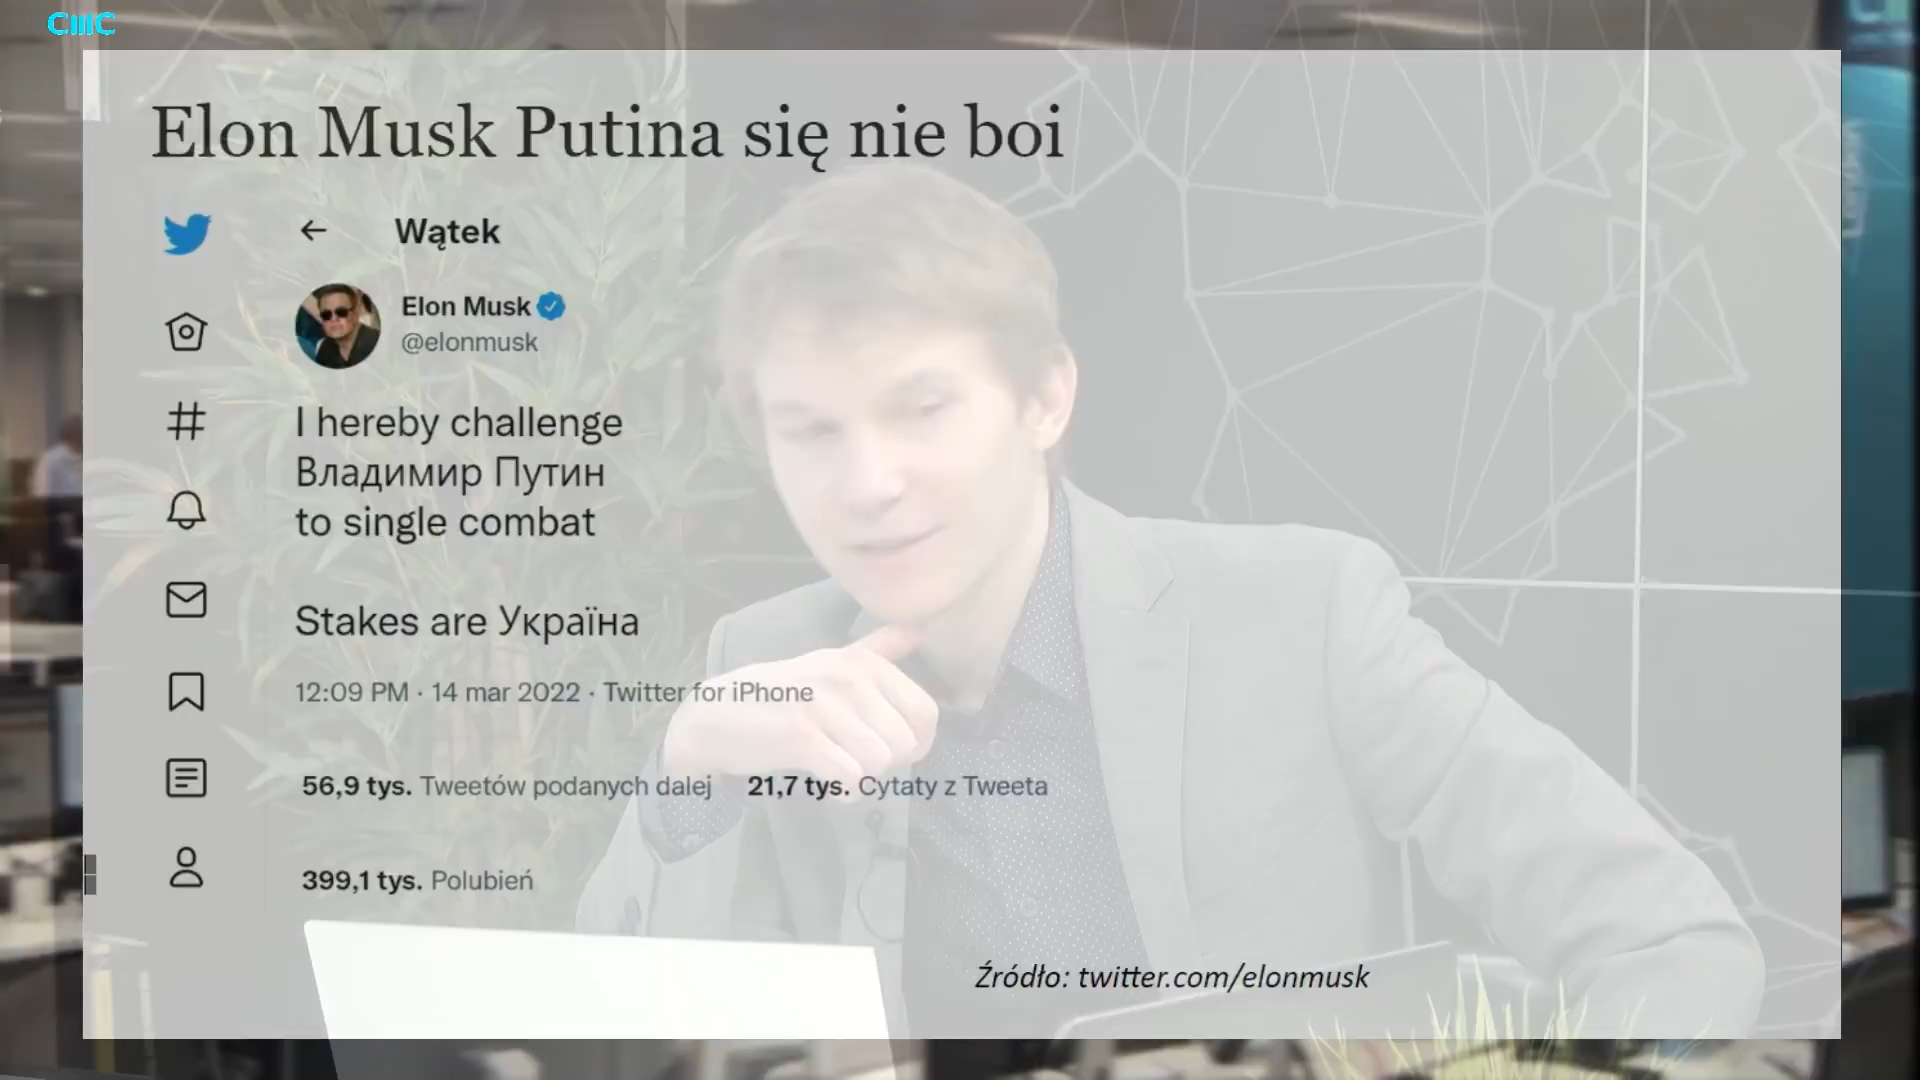 CMC
Elon Musk Putina się nie boi
Wątek
Elon Musk
@elonmusk
I hereby challenge
Владимир Путин
to single combat
Stakes are Україна
12:09 PM · 14 mar 2022 · Twitter for iPhone
56,9 tys. Tweetów podanych dalej 21,7 tys. Cytaty z Tweeta
399,1 tys. Polubień
Źródło: twitter.com/elonmusk